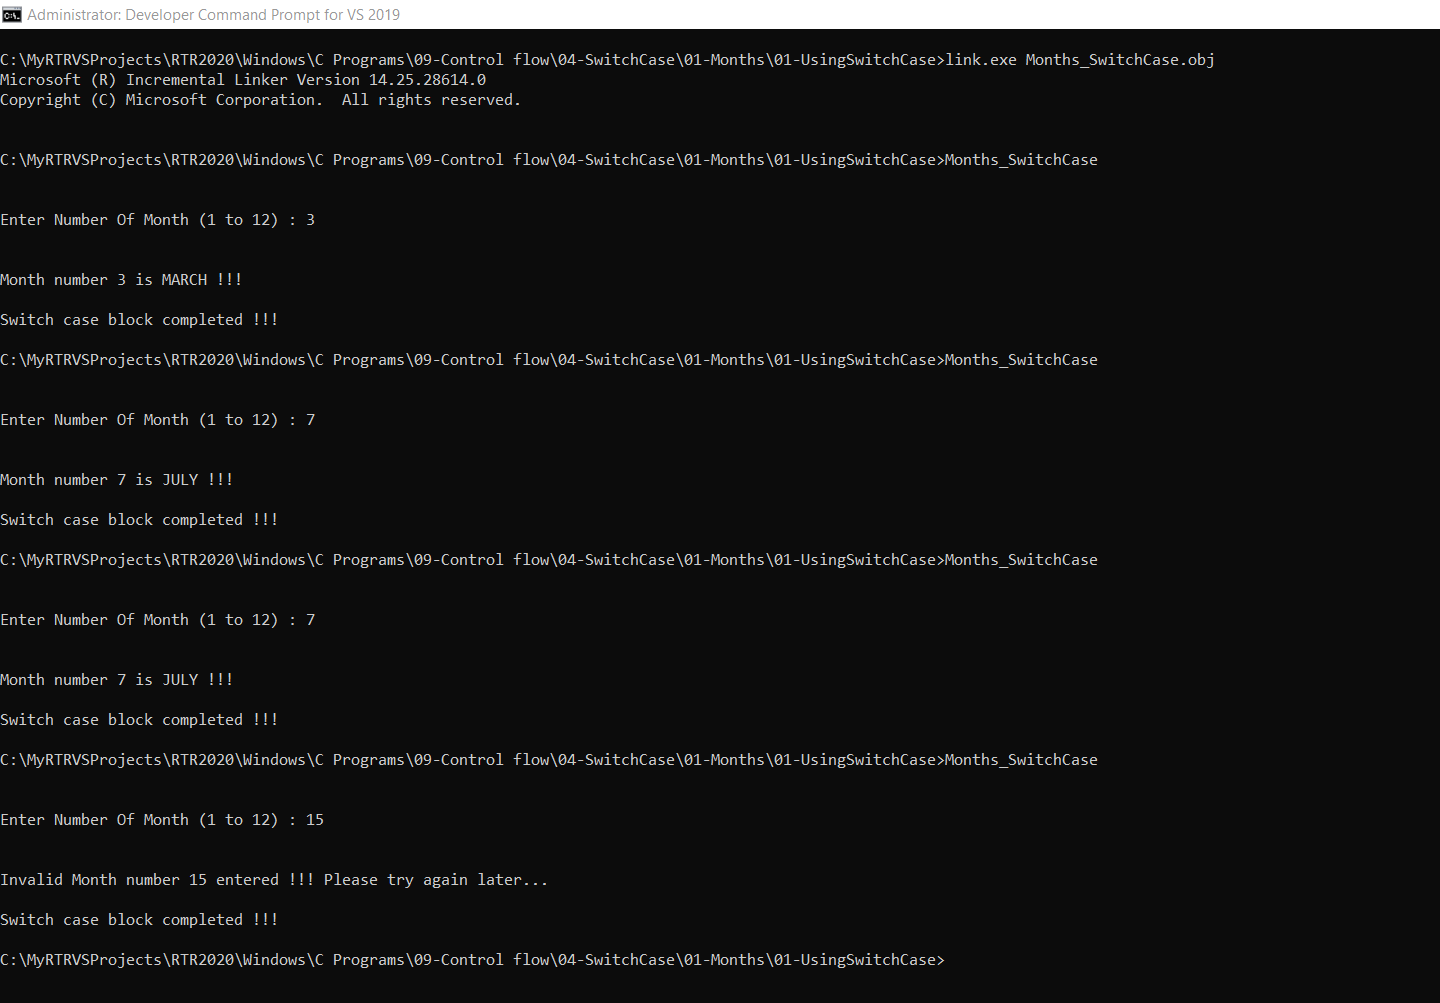 Administrator: Developer Command Prompt for VS 2019
C:\MyRTRVSProjects\RTR2020\Windows\C Programs\09-Control flow\04-SwitchCase\01-Months\01-UsingSwitchCase>link.exe Months_SwitchCase.obj
Microsoft (R) Incremental Linker Version 14.25.28614.0
Copyright (C) Microsoft Corporation.  All rights reserved.
C:\MyRTRVSProjects\RTR2020\Windows\C Programs\09-Control flow\04-SwitchCase\01-Months\01-UsingSwitchCase>Months_SwitchCase
Enter Number Of Month (1 to 12) : 3
Month number 3 is MARCH !!!
Switch case block completed !!!
C:\MyRTRVSProjects\RTR2020\Windows\C Programs\09-Control flow\04-SwitchCase\01-Months\01-UsingSwitchCase>Months_SwitchCase
Enter Number Of Month (1 to 12) : 7
Month number 7 is JULY !!!
Switch case block completed !!!
C:\MyRTRVSProjects\RTR2020\Windows\C Programs\09-Control flow\04-SwitchCase\01-Months\01-UsingSwitchCase>Months_SwitchCase
Enter Number Of Month (1 to 12) : 7
Month number 7 is JULY !!!
Switch case block completed !!!
C:\MyRTRVSProjects\RTR2020\Windows\C Programs\09-Control flow\04-SwitchCase\01-Months\01-UsingSwitchCase>Months_SwitchCase
Enter Number Of Month (1 to 12) : 15
Invalid Month number 15 entered !!! Please try again later...
Switch case block completed !!!
C:\MyRTRVSProjects\RTR2020\Windows\C Programs\09-Control flow\04-SwitchCase\01-Months\01-UsingSwitchCase>